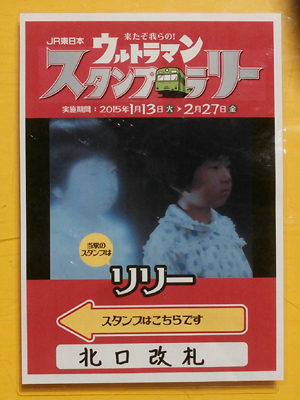 来たぞ我らの!
JR東日本
ウルトラマン
スタンプラリー
実施期間:2015年1月13日火>2月27日金
当駅の
スタンプは
リリー
スタンプはこちらです
北口改札